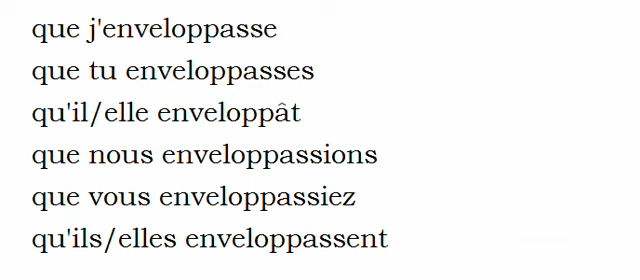 que j'enveloppasse
que tu enveloppasses
qu'il/elle enveloppât
que nous enveloppassions
que vous enveloppassiez
qu'ils/elles enveloppassent